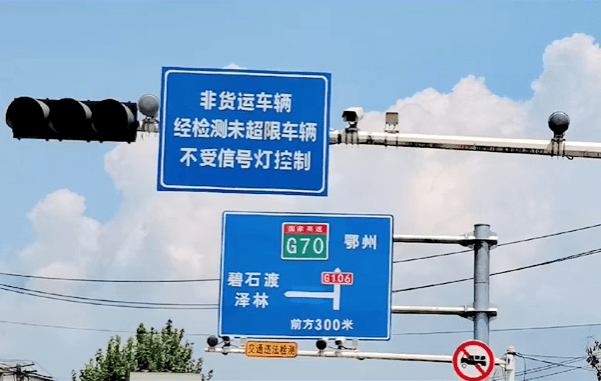 非货运车辆
经检测未超限车辆
不受信号灯控制
国家高速
G70 鄂州
碧石渡 G106
泽林
前方300米
交通违法检测